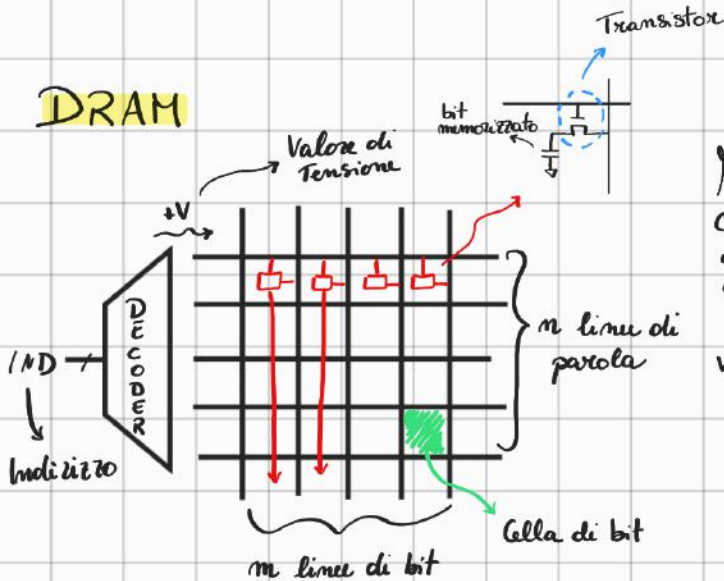 Transistor
DRAM
bit
memorizzato
Valore di
Tensione
+V
DECODER
IND
Indirizzo
n linee di
parola
Cella di bit
m linee di bit